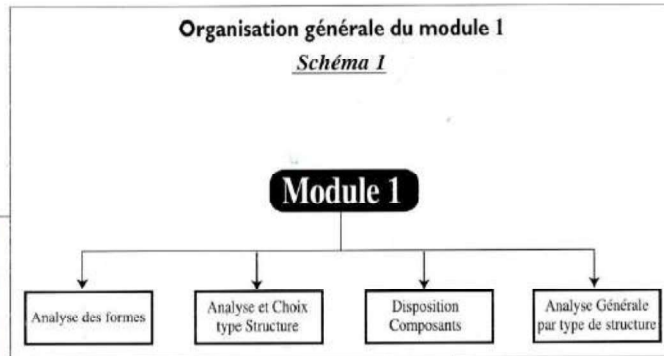 Organisation générale du module 1
Schéma 1
Module 1
Analyse des formes
Analyse et Choix
type Structure
Disposition
Composants
Analyse Générale
par type de structure